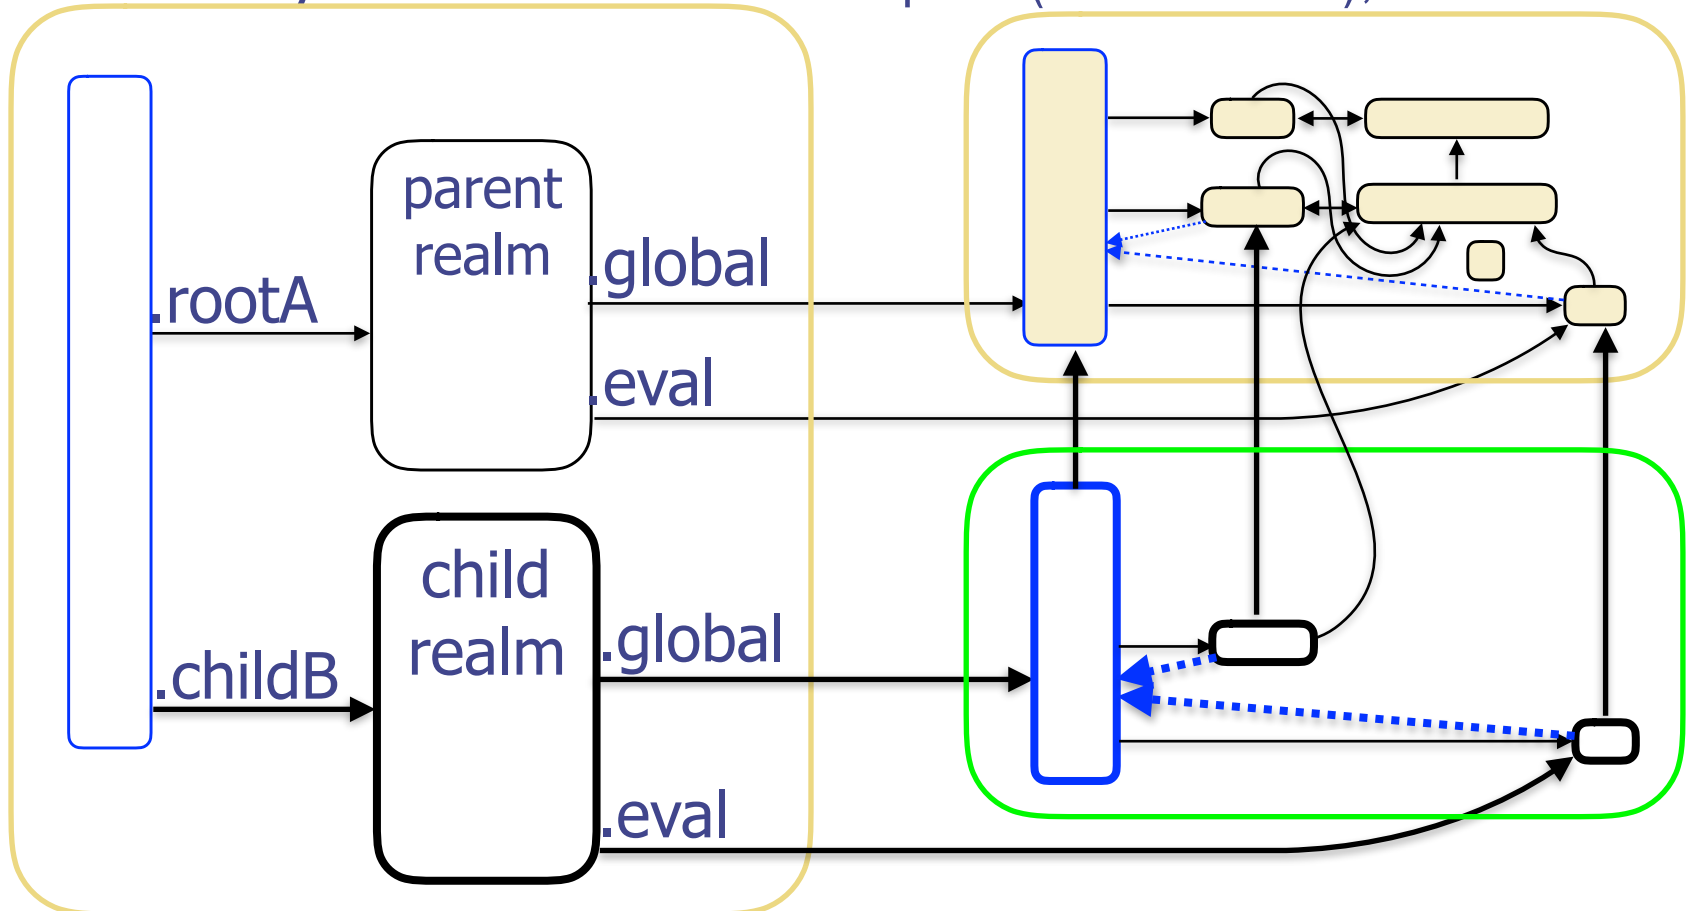 parent
realm
.global
.rootA
.eval
child
realm
.global
.childB
.eval